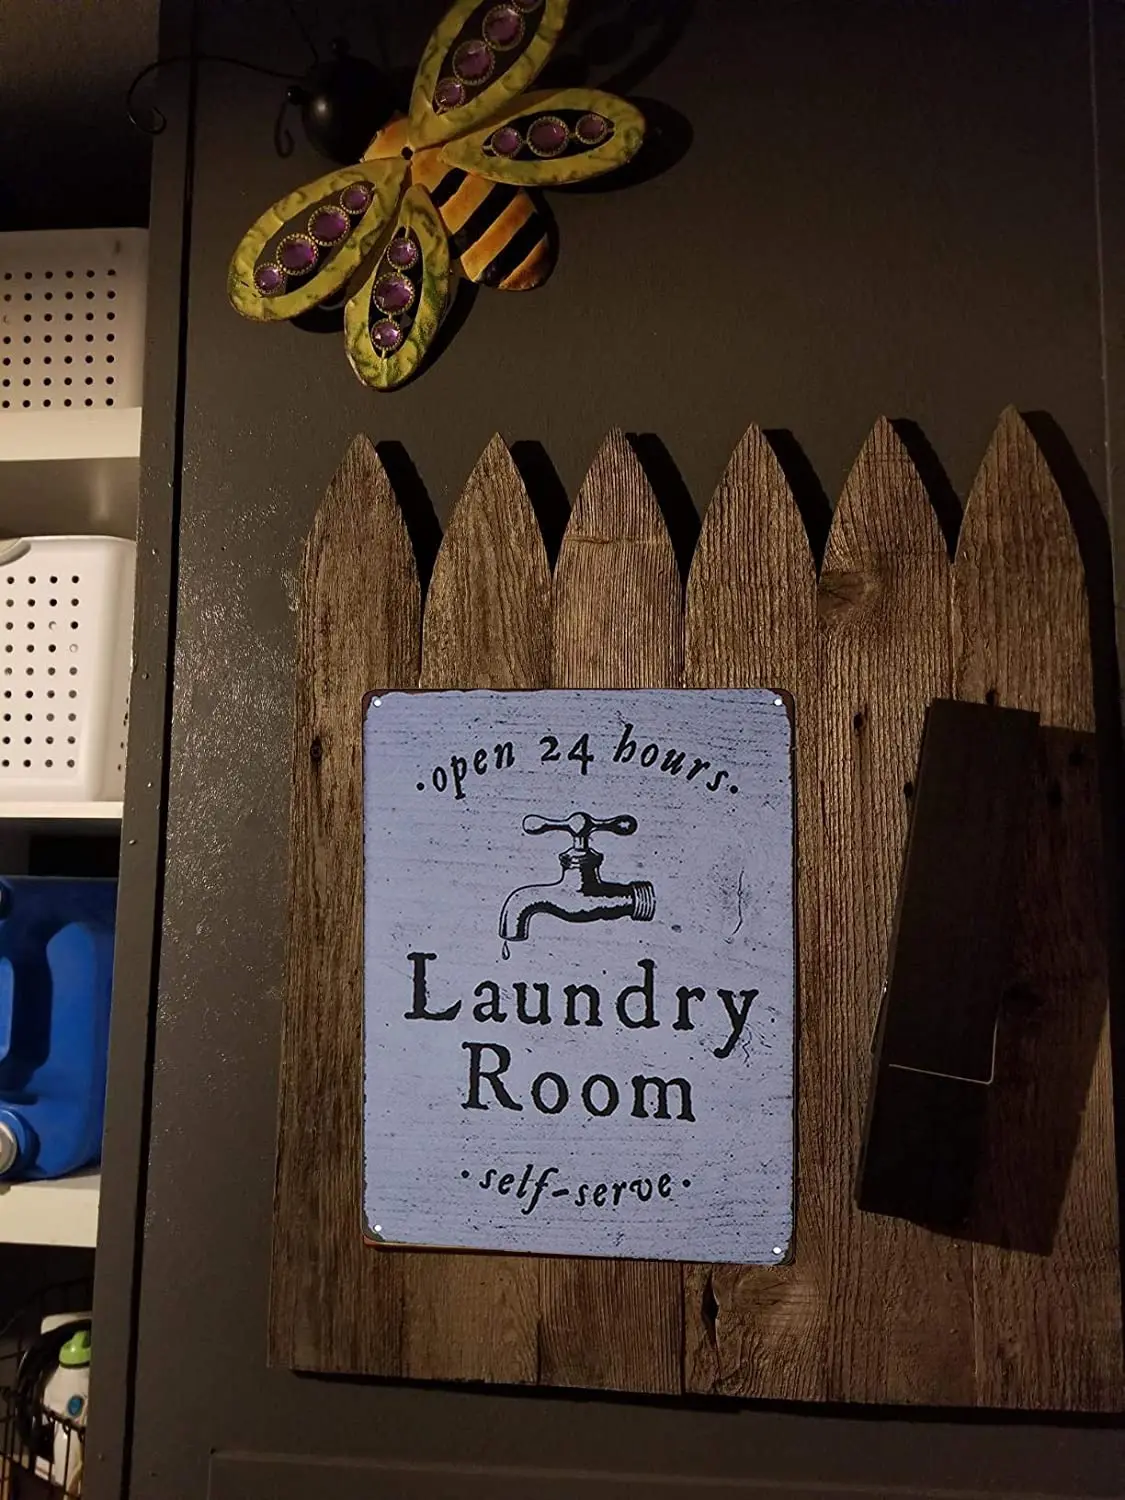 ·open 24 hours·
Laundry
Room
·self-serve·